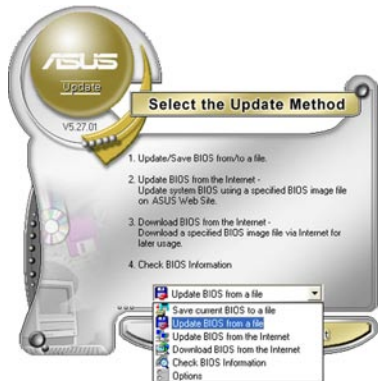 ASUS
Update
V5.27.01
Select the Update Method
1. Update/Save BIOS from/to a file.
2. Update BIOS from the Internet -
Update system BIOS using a specified BIOS image file
on ASUS Web Site.
3. Download BIOS from the Internet -
Download a specified BIOS image file via Internet for
later usage.
4. Check BIOS Information
Update BIOS from a file
Save current BIOS to a file
Update BIOS from a file
Update BIOS from the Internet
Download BIOS from the Internet
Check BIOS Information
Options